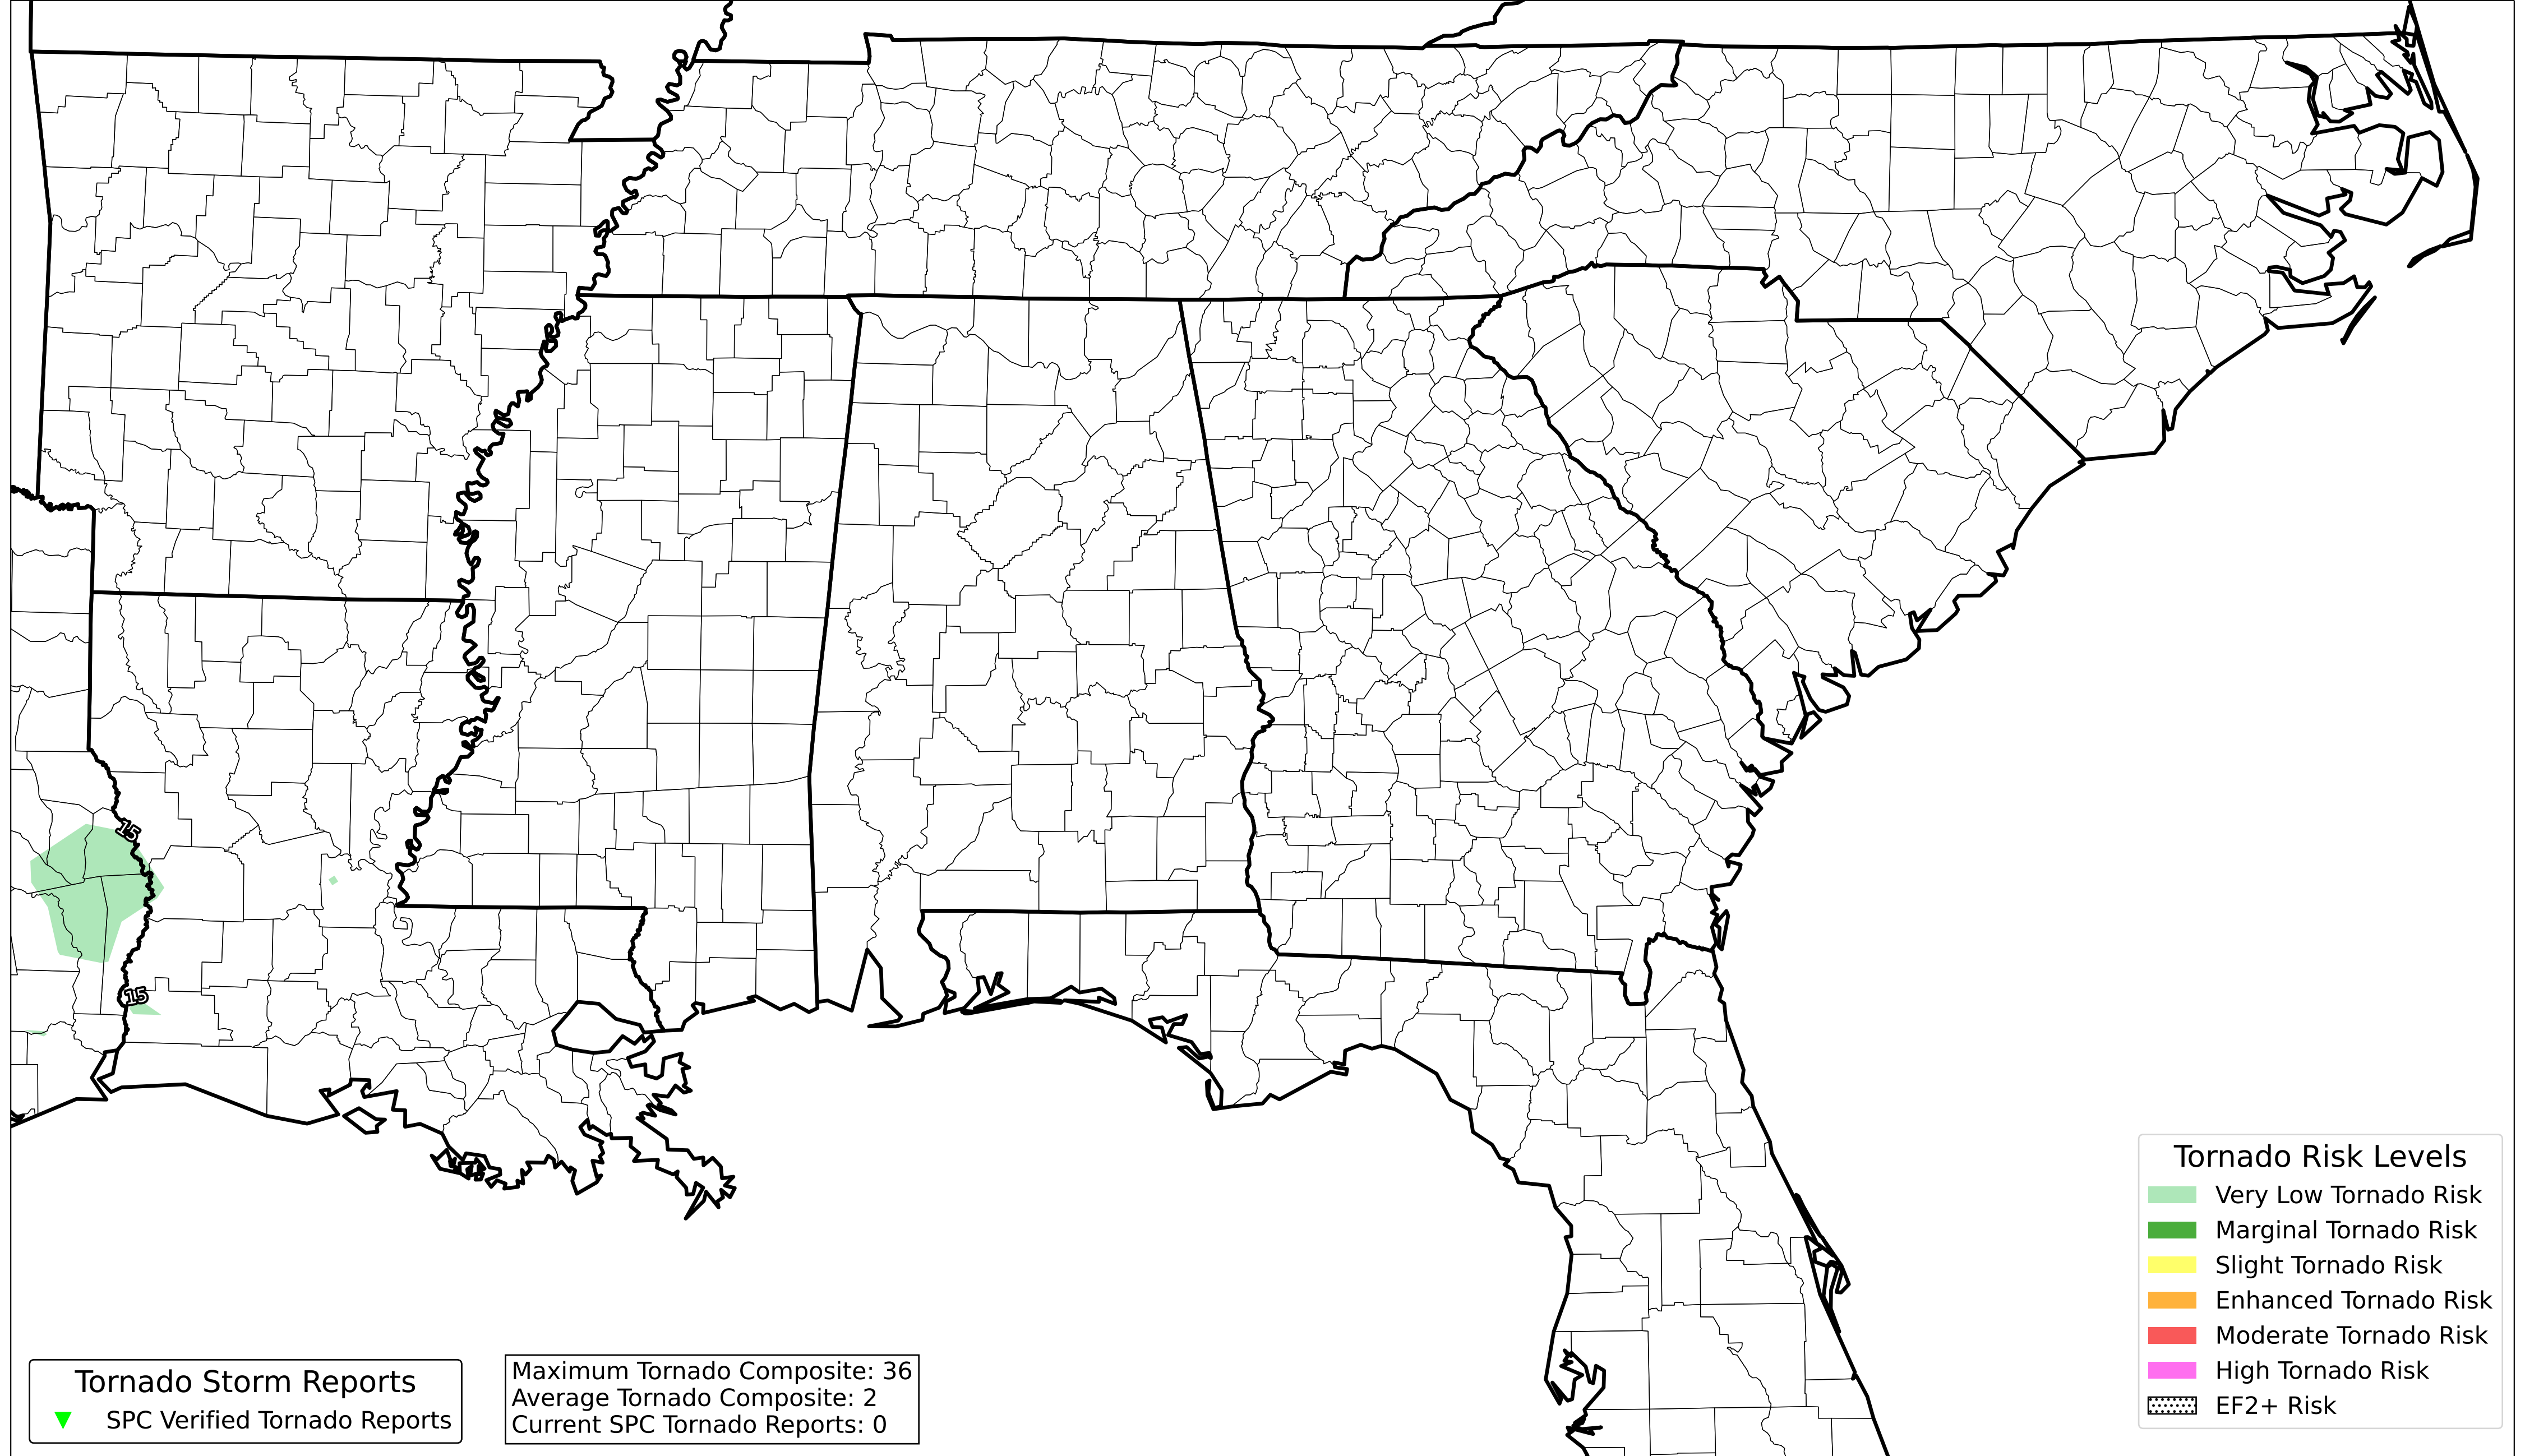 15
15
Tornado Risk Levels
Very Low Tornado Risk
Marginal Tornado Risk
Slight Tornado Risk
Enhanced Tornado Risk
Moderate Tornado Risk
High Tornado Risk
EF2+ Risk
Tornado Storm Reports
SPC Verified Tornado Reports
Maximum Tornado Composite: 36
Average Tornado Composite: 2
Current SPC Tornado Reports: 0